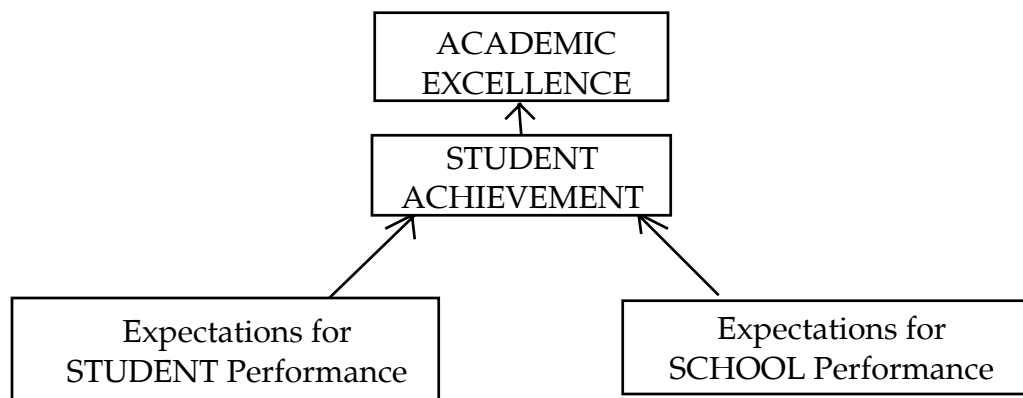 ACADEMIC
EXCELLENCE
STUDENT
ACHIEVEMENT
Expectations for
STUDENT Performance
Expectations for
SCHOOL Performance